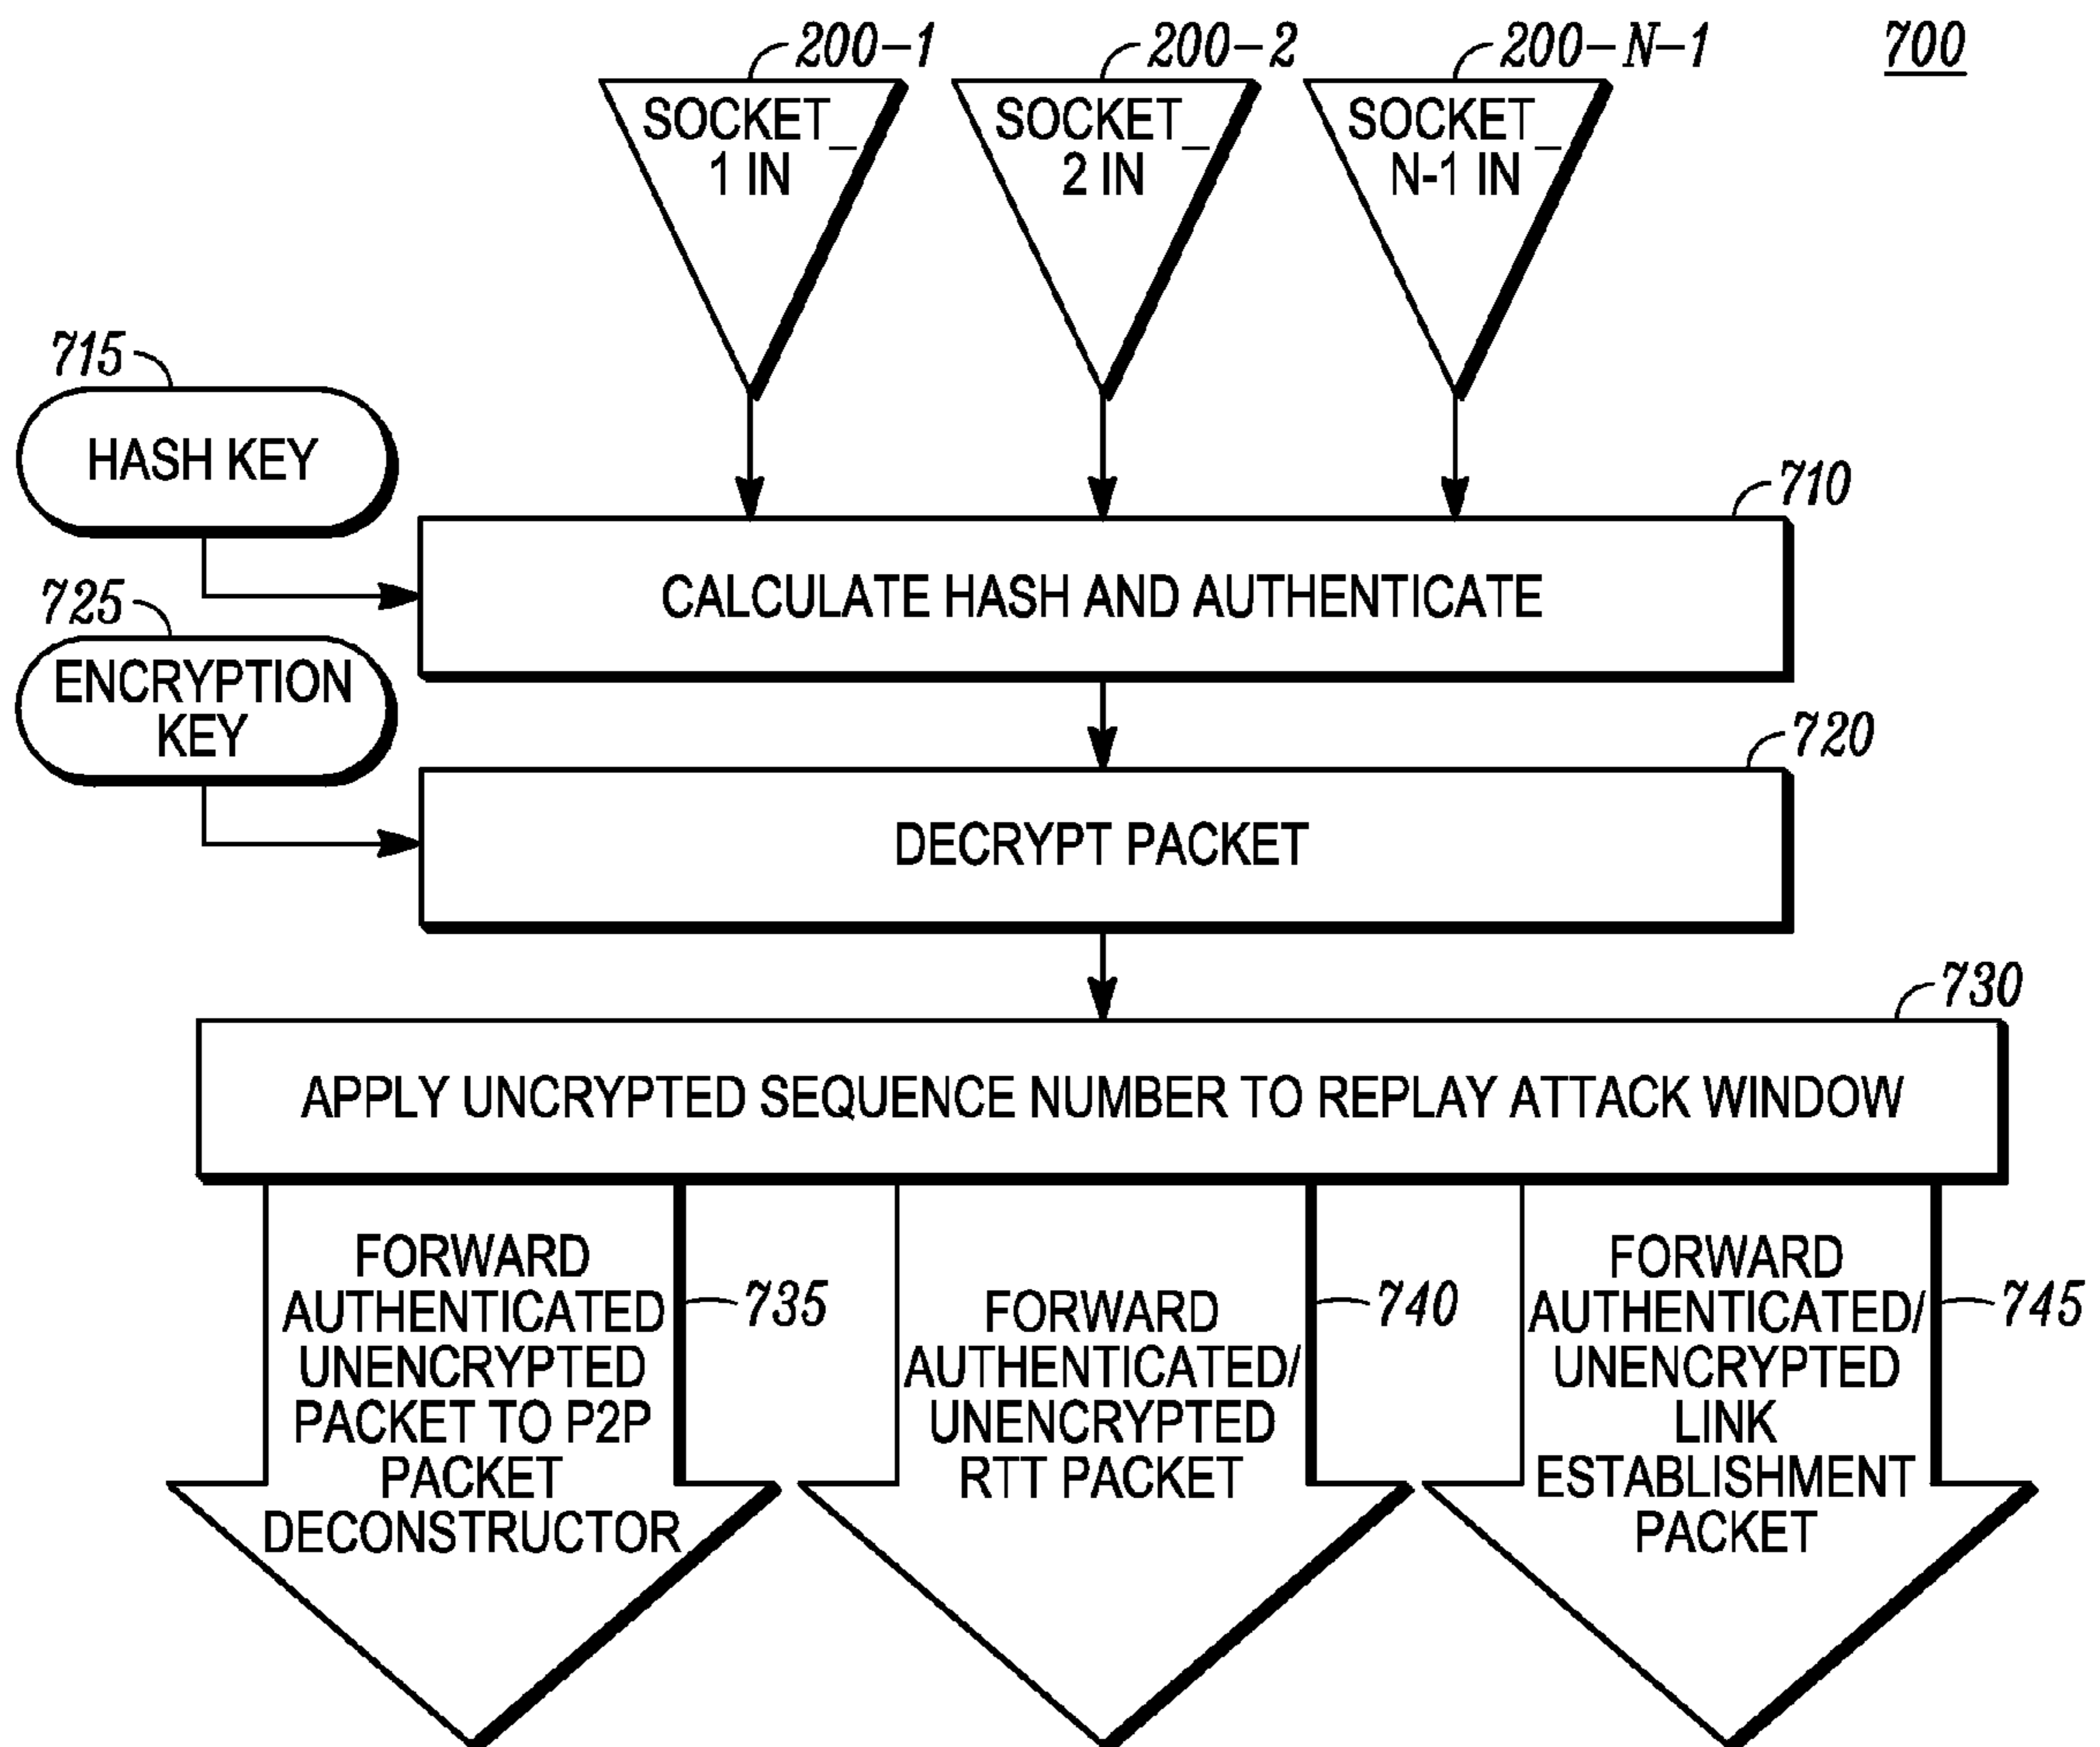 200-1
200-2
200-N-1
700
SOCKET_
1 IN
SOCKET_
2 IN
SOCKET_
N-1 IN
715
HASH KEY
710
CALCULATE HASH AND AUTHENTICATE
725
ENCRYPTION
KEY
720
DECRYPT PACKET
730
APPLY UNCRYPTED SEQUENCE NUMBER TO REPLAY ATTACK WINDOW
FORWARD
AUTHENTICATED
UNENCRYPTED
PACKET TO P2P
PACKET
DECONSTRUCTOR
735
FORWARD
AUTHENTICATED/
UNENCRYPTED
RTT PACKET
740
FORWARD
AUTHENTICATED/
UNENCRYPTED
LINK
ESTABLISHMENT
PACKET
745